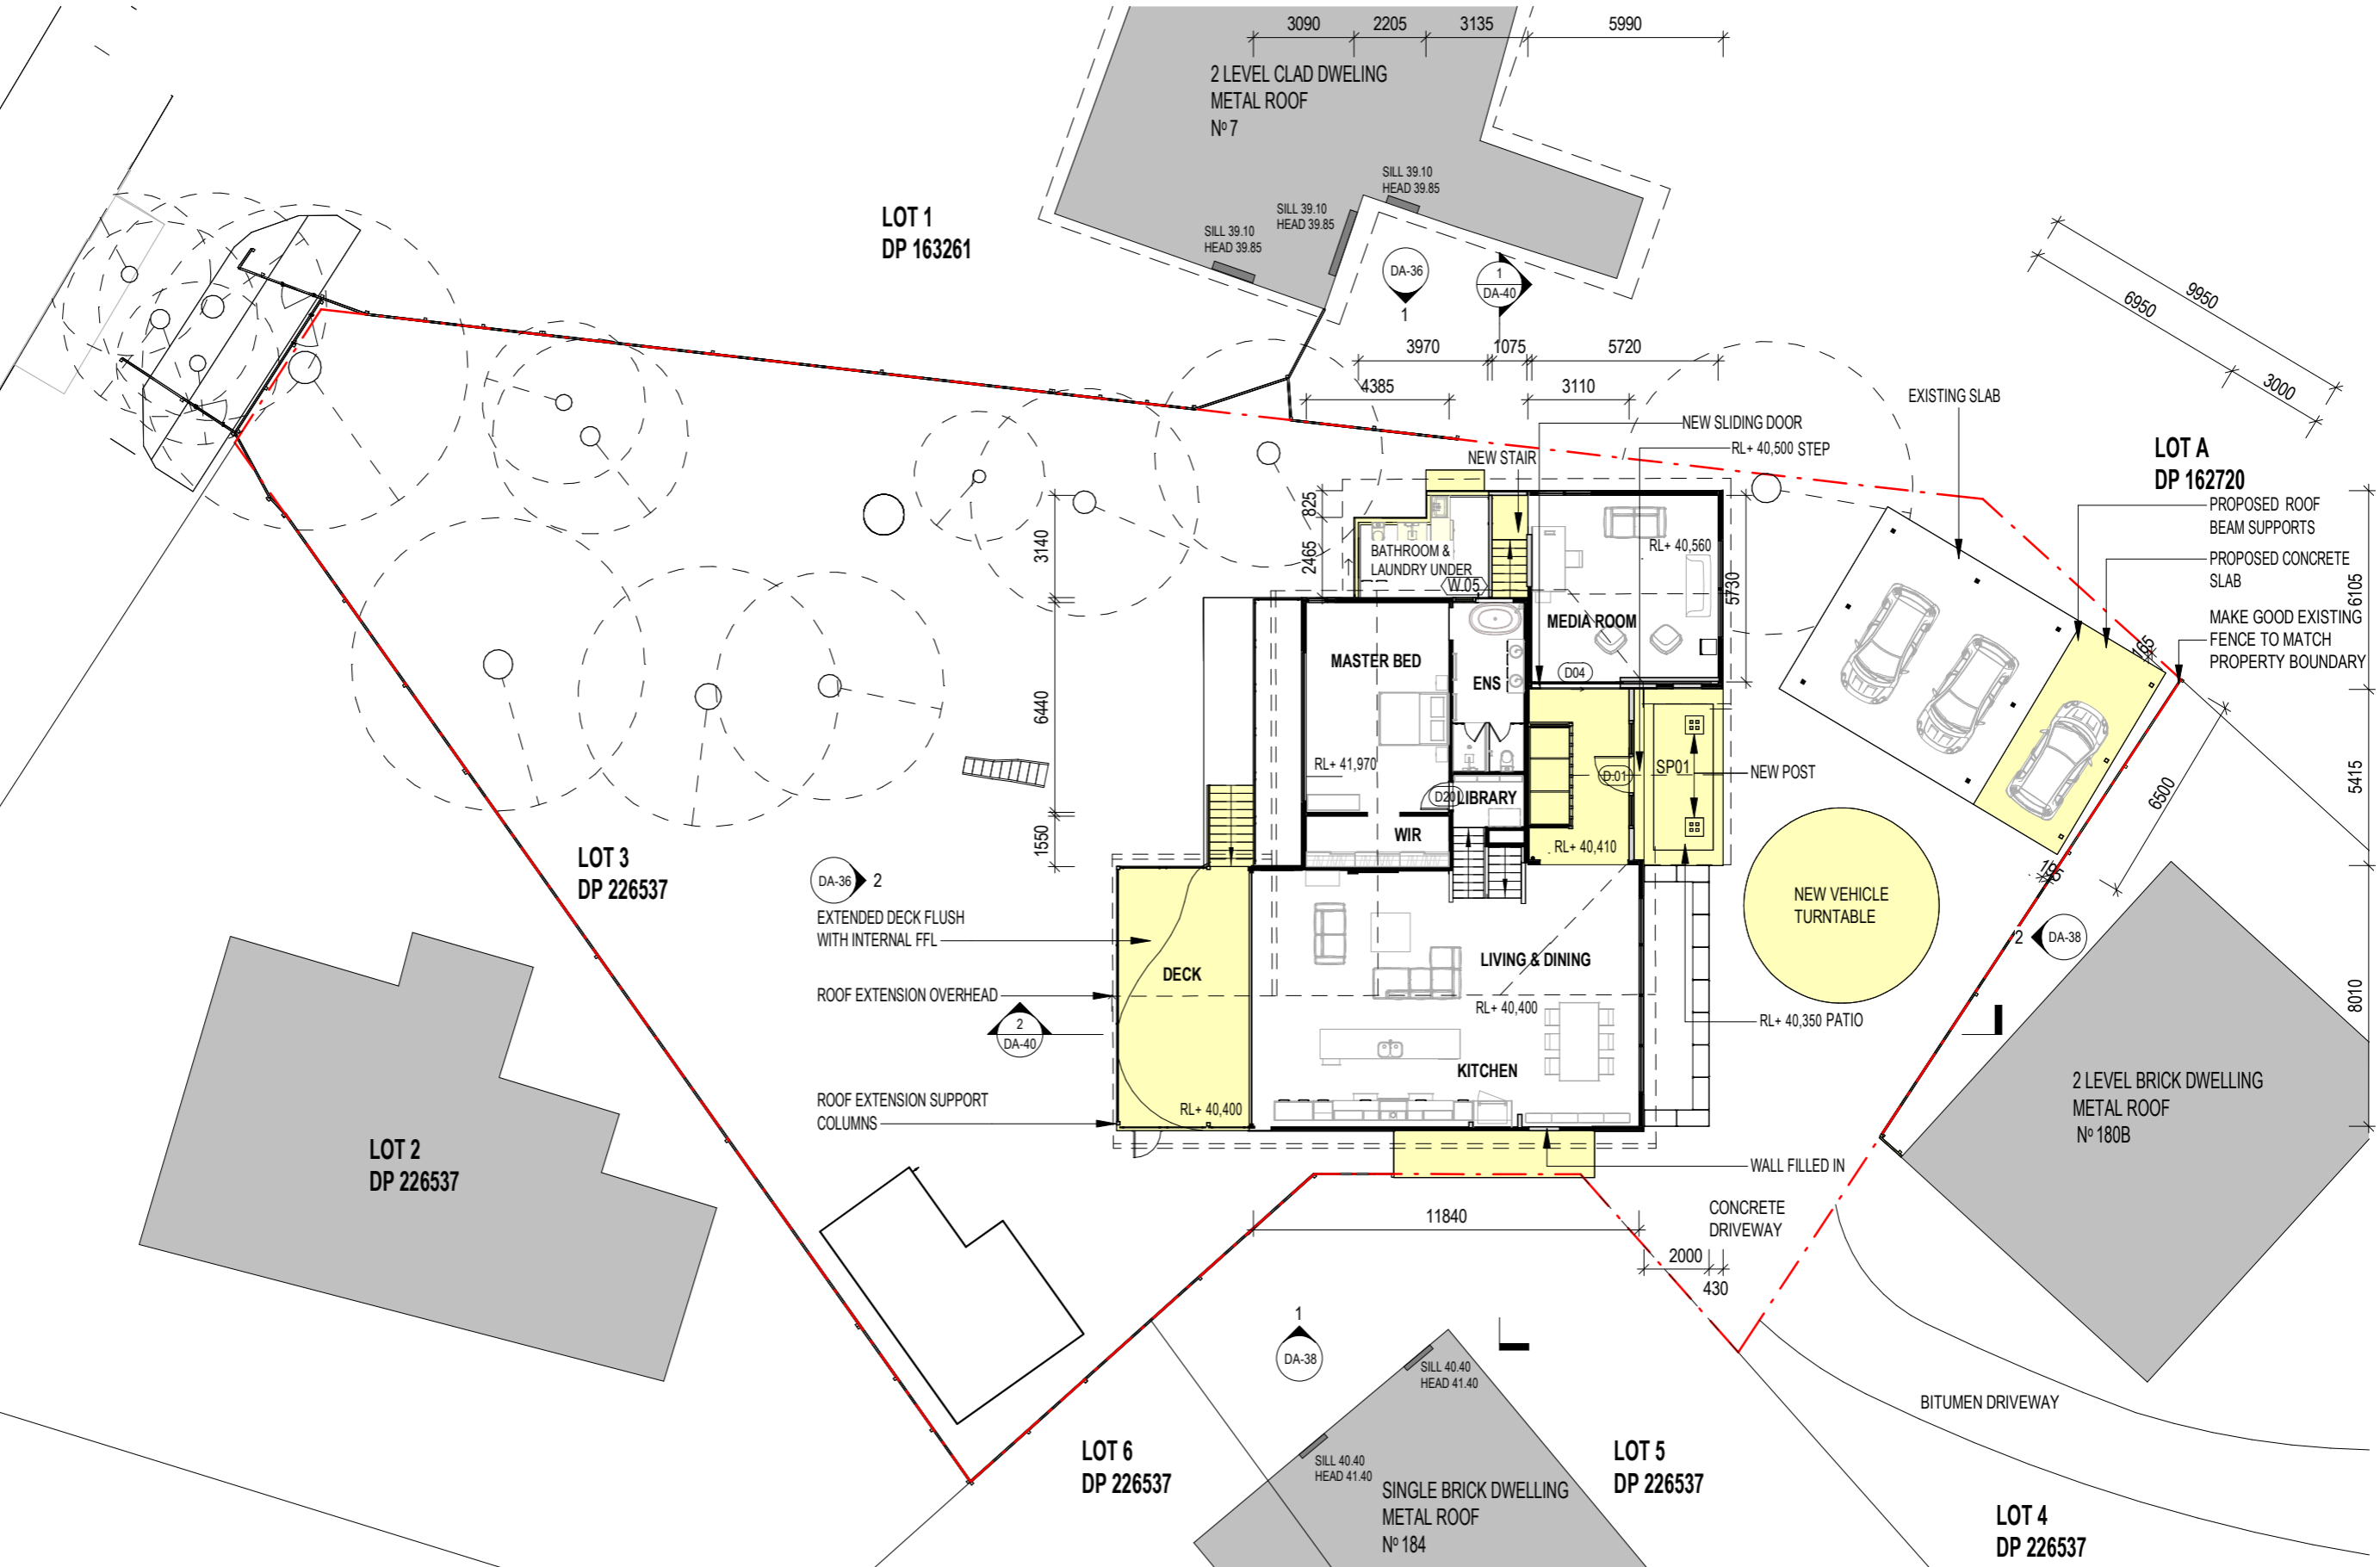 3090
2205
3135
5990
2 LEVEL CLAD DWELING
METAL ROOF
Nº 7
SILL 39.10
HEAD 39.85
SILL 39.10
HEAD 39.85
SILL 39.10
HEAD 39.85
LOT 1
DP 163261
DA-36
1
1
DA-40
9950
6950
3000
3970
1075
5720
4385
3110
EXISTING SLAB
NEW SLIDING DOOR
RL+ 40,500 STEP
NEW STAIR
LOT A
DP 162720
PROPOSED ROOF
BEAM SUPPORTS
PROPOSED CONCRETE
SLAB
MAKE GOOD EXISTING
FENCE TO MATCH
PROPERTY BOUNDARY
6105
825
2465
3140
BATHROOM &
LAUNDRY UNDER
W.05
RL+ 40,560
5730
MEDIA ROOM
165
MASTER BED
ENS
D04
6440
RL+ 41,970
D20
LIBRARY
D.01
SP01
NEW POST
6500
5415
1550
WIR
RL+ 40,410
LOT 3
DP 226537
DA-36
2
EXTENDED DECK FLUSH
WITH INTERNAL FFL
NEW VEHICLE
TURNTABLE
195
2
DA-38
DECK
LIVING & DINING
ROOF EXTENSION OVERHEAD
RL+ 40,400
8010
2
DA-40
RL+ 40,350 PATIO
KITCHEN
ROOF EXTENSION SUPPORT
COLUMNS
RL+ 40,400
2 LEVEL BRICK DWELLING
METAL ROOF
Nº 180B
LOT 2
DP 226537
WALL FILLED IN
11840
CONCRETE
DRIVEWAY
2000
430
1
DA-38
SILL 40.40
HEAD 41.40
BITUMEN DRIVEWAY
LOT 6
DP 226537
SILL 40.40
HEAD 41.40
SINGLE BRICK DWELLING
METAL ROOF
Nº 184
LOT 5
DP 226537
LOT 4
DP 226537